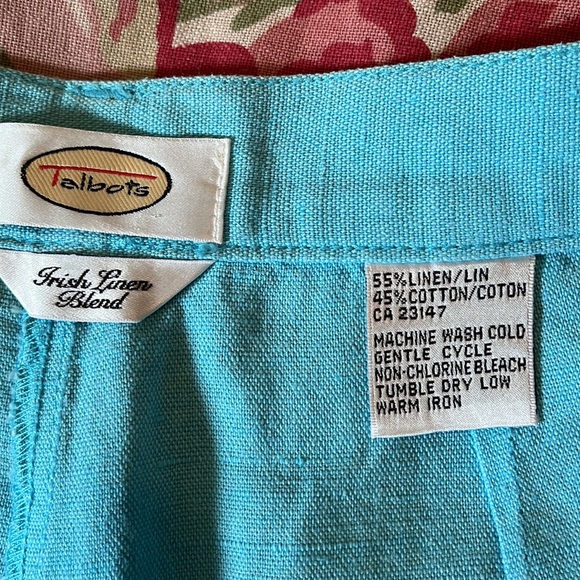 Talbots
Irish Linen
Blend
55%LINEN/LIN
45%COTTON/COTON
CA 23147
MACHINE WASH COLD
GENTLE CYCLE
NON-CHLORINE BLEACH
TUMBLE DRY LOW
WARM IRON